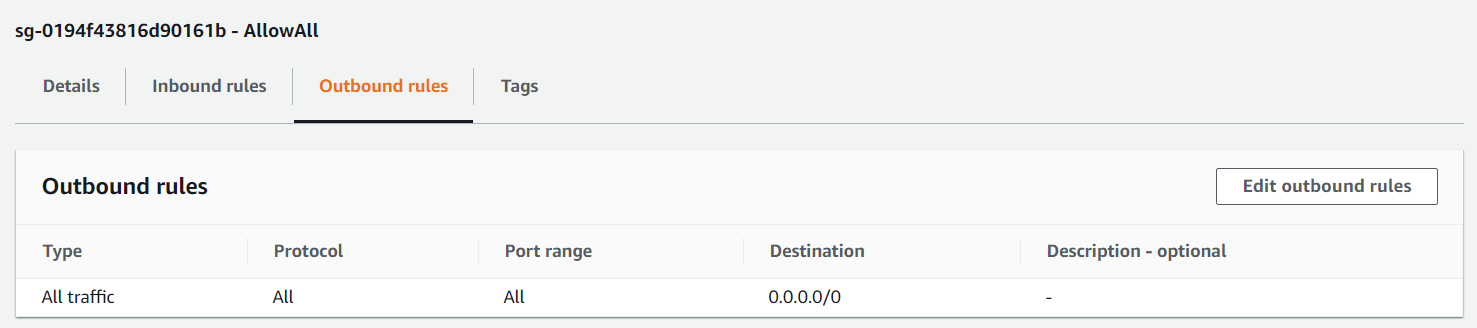 sg-0194f43816d90161b - AllowAll
Details Inbound rules Outbound rules Tags
Outbound rules Edit outbound rules
Type Protocol Port range Destination Description - optional
All traffic All All 0.0.0.0/0 -